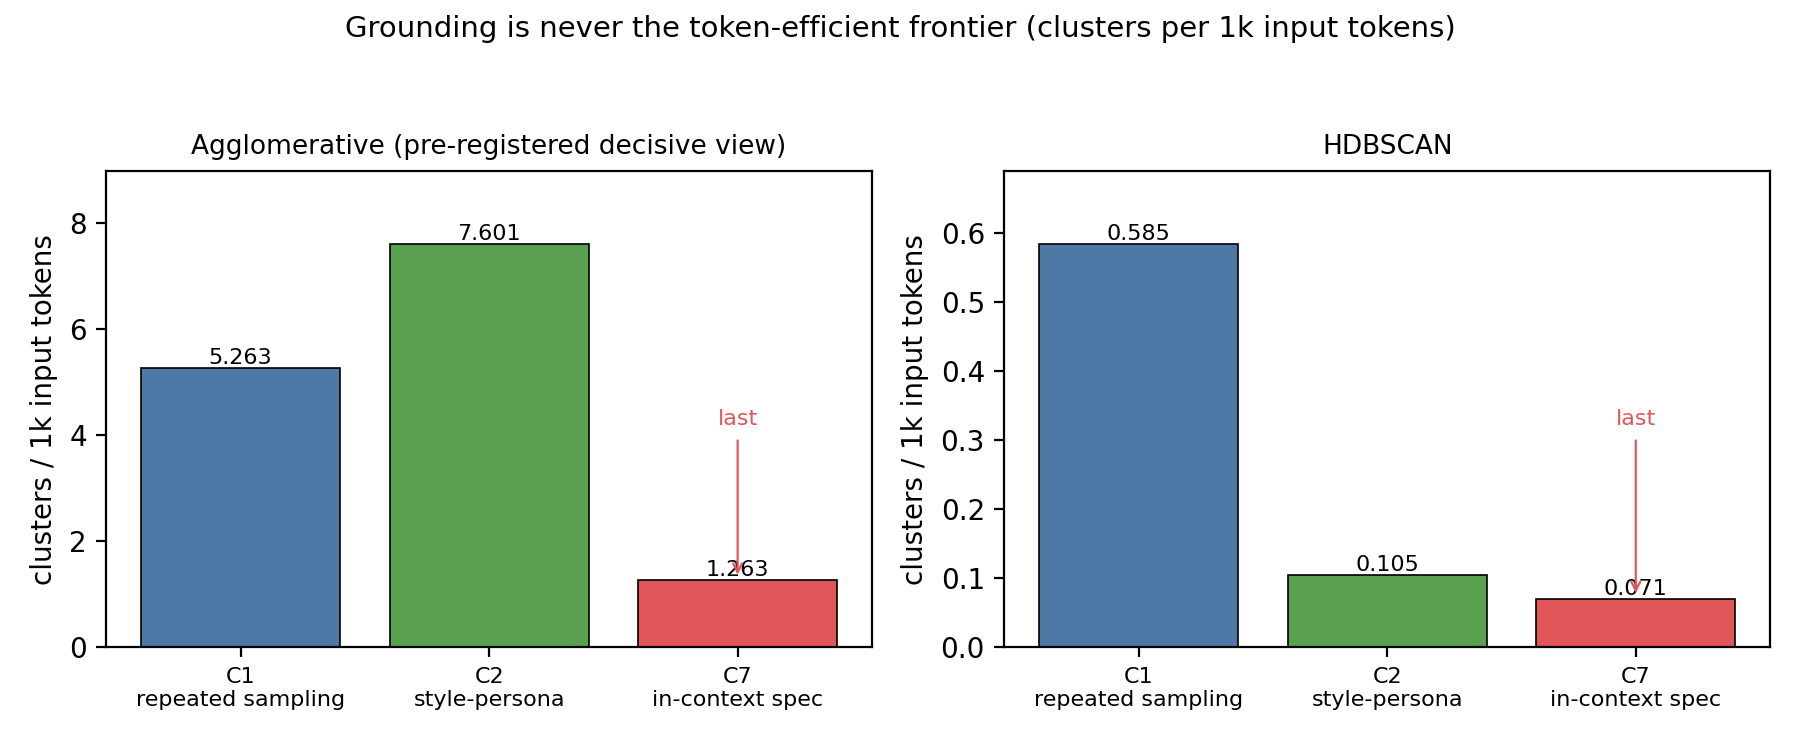 Grounding is never the token-efficient frontier (clusters per 1k input tokens)
Agglomerative (pre-registered decisive view)
clusters / 1k input tokens
8
6
4
2
0
5.263
7.601
last
1.263
C1
repeated sampling
C2
style-persona
C7
in-context spec
HDBSCAN
clusters / 1k input tokens
0.6
0.5
0.4
0.3
0.2
0.1
0.0
0.585
0.105
last
0.071
C1
repeated sampling
C2
style-persona
C7
in-context spec